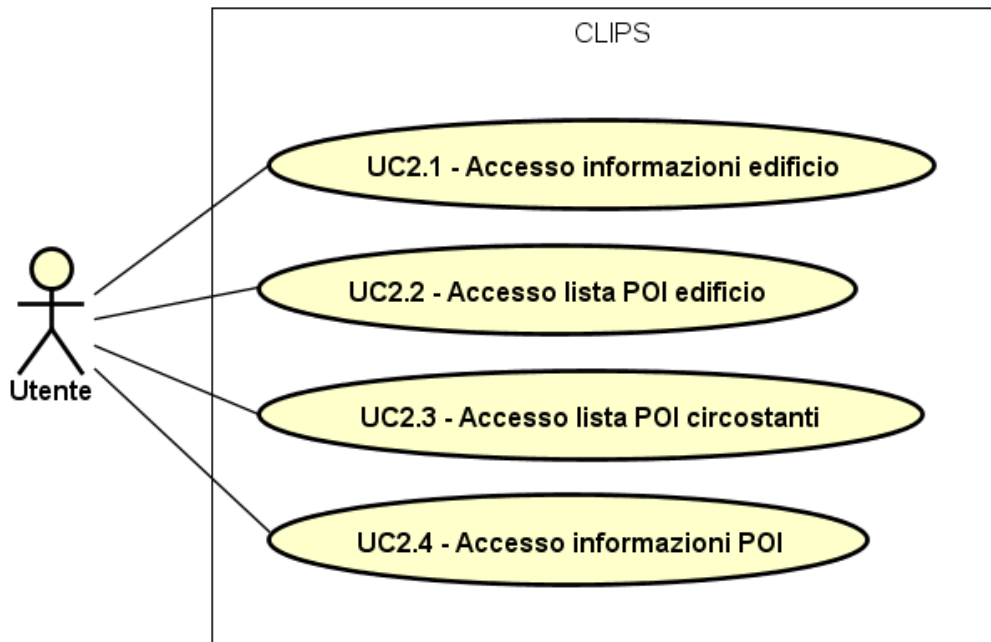 CLIPS
UC2.1 - Accesso informazioni edificio
UC2.2 - Accesso lista POI edificio
UC2.3 - Accesso lista POI circostanti
UC2.4 - Accesso informazioni POI
Utente